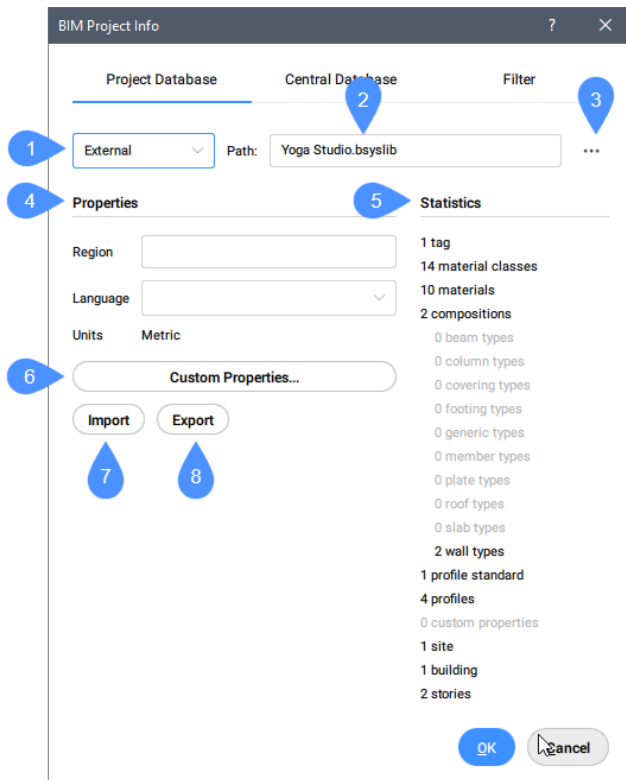 BIM Project Info ?
Project Database Central Database Filter
2 3
1 External Path: Yoga Studio.bsyslib ...
4 Properties 5 Statistics
Region
Language
Units Metric
6 Custom Properties...
Import Export
7 8
1 tag
14 material classes
10 materials
2 compositions
0 beam types
0 column types
0 covering types
0 footing types
0 generic types
0 member types
0 plate types
0 roof types
0 slab types
2 wall types
1 profile standard
4 profiles
0 custom properties
1 site
1 building
2 stories
OK Cancel